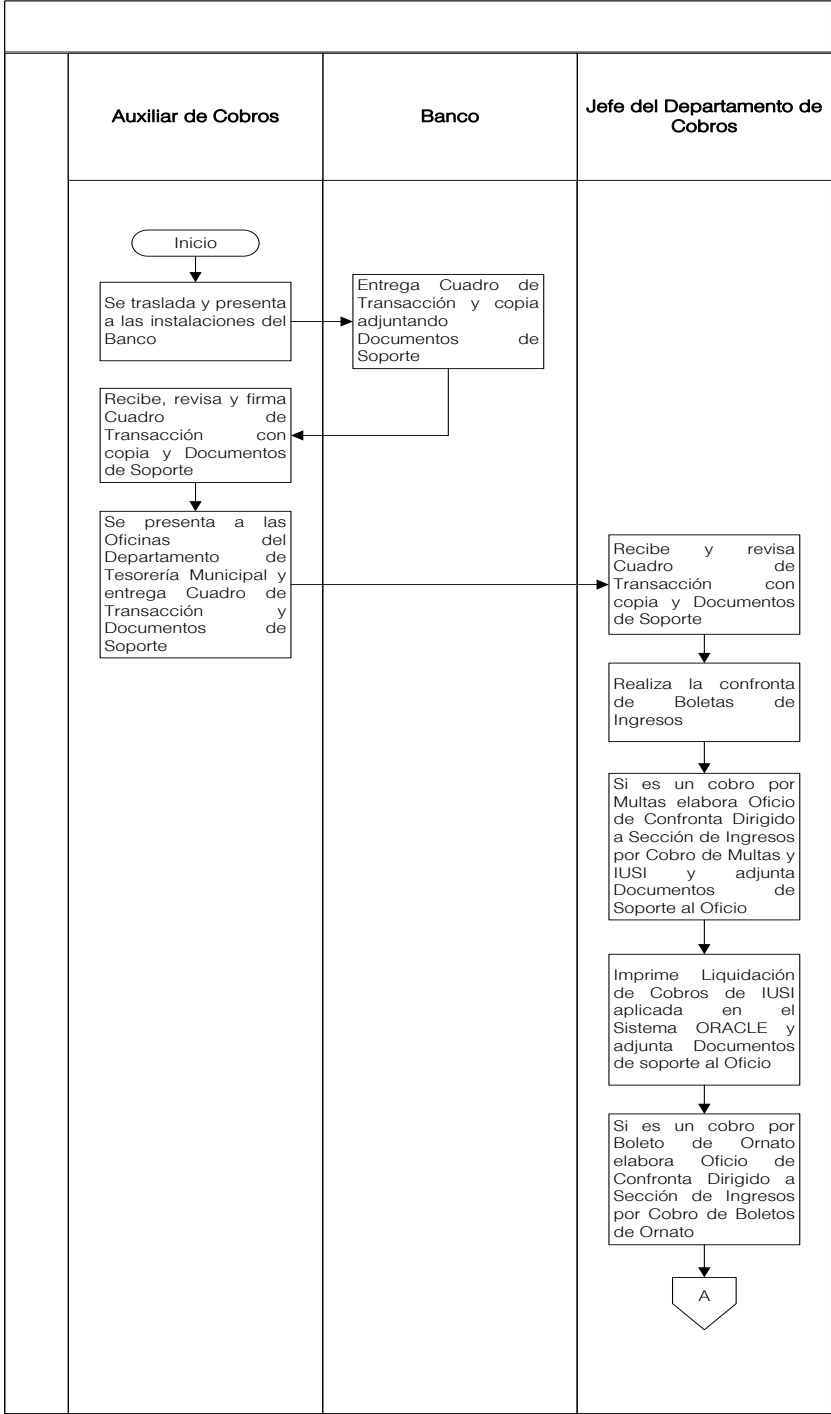 Auxiliar de Cobros
Banco
Jefe del Departamento de
Cobros
Inicio
Se traslada y presenta
a las instalaciones del
Banco
Entrega Cuadro de
Transacción y copia
adjuntando
Documentos de
Soporte
Recibe, revisa y firma
Cuadro de
Transacción con
copia y Documentos
de Soporte
Se presenta a las
Oficinas del
Departamento de
Tesorería Municipal y
entrega Cuadro de
Transacción y
Documentos de
Soporte
Recibe y revisa
Cuadro de
Transacción con
copia y Documentos
de Soporte
Realiza la confronta
de Boletas de
Ingresos
Si es un cobro por
Multas elabora Oficio
de Confronta Dirigido
a Sección de Ingresos
por Cobro de Multas y
IUSI y adjunta
Documentos de
Soporte al Oficio
Imprime Liquidación
de Cobros de IUSI
aplicada en el
Sistema ORACLE y
adjunta Documentos
de soporte al Oficio
Si es un cobro por
Boleto de Ornato
elabora Oficio de
Confronta Dirigido a
Sección de Ingresos
por Cobro de Boletos
de Ornato
A